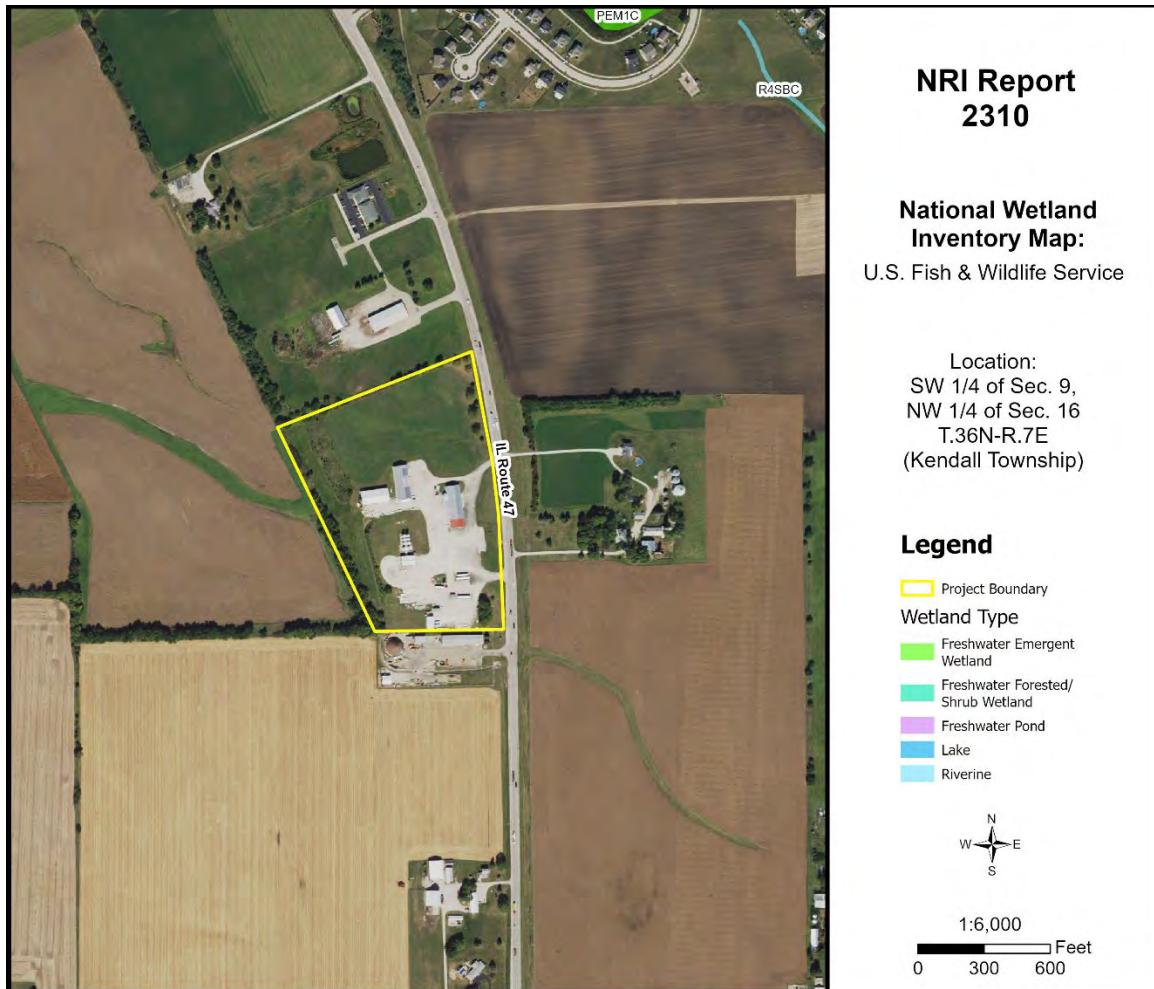 PEM1C
R4SBC
IL Route 47
NRI Report
2310
National Wetland
Inventory Map:
U.S. Fish & Wildlife Service
Location:
SW 1/4 of Sec. 9,
NW 1/4 of Sec. 16
T.36N-R.7E
(Kendall Township)
Legend
Project Boundary
Wetland Type
Freshwater Emergent
Wetland
Freshwater Forested/
Shrub Wetland
Freshwater Pond
Lake
Riverine
N
W E
S
1:6,000
Feet
0 300 600